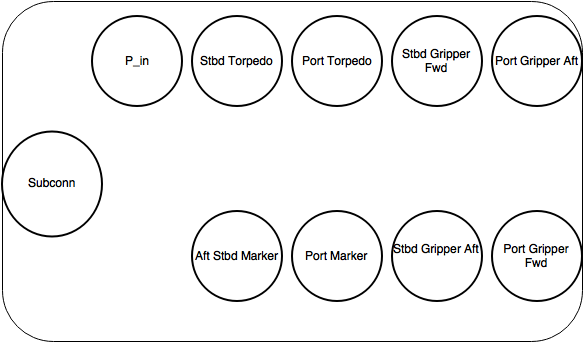 P_in
Stbd Torpedo
Port Torpedo
Stbd Gripper
Fwd
Port Gripper Aft
Subconn
Aft Stbd Marker
Port Marker
Stbd Gripper Aft
Port Gripper
Fwd